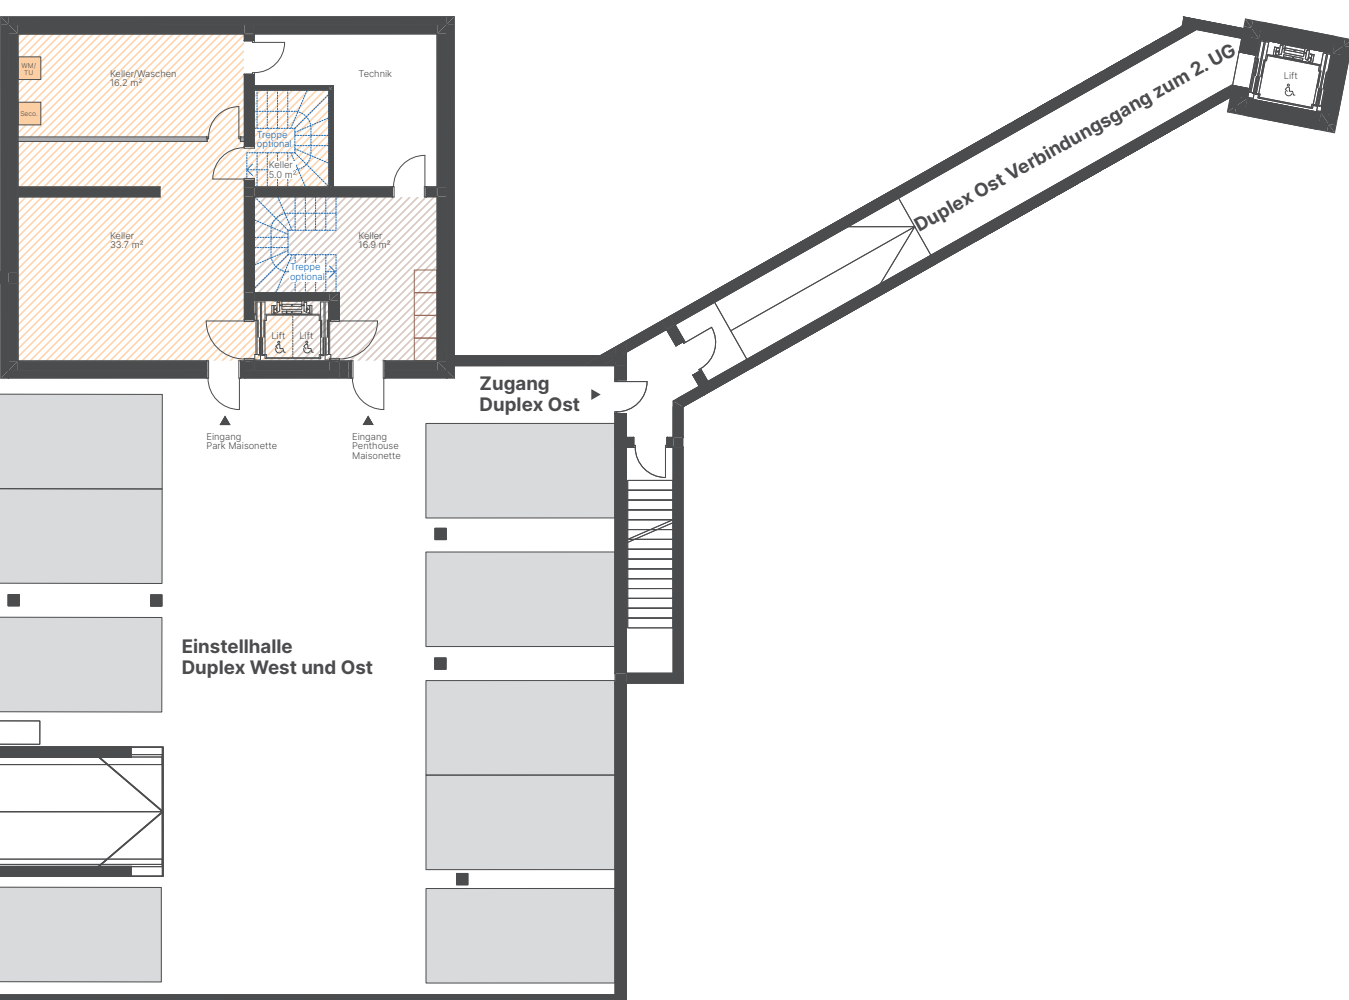 Keller/Waschen
16.2 m²
WM/
TU
Seco.
Technik
Treppe
optional
Keller
5.0 m²
Keller
33.7 m²
Keller
16.9 m²
Treppe
optional
Lift
Lift
Eingang
Park Maisonette
Eingang
Penthouse
Maisonette
Zugang
Duplex Ost
Duplex Ost Verbindungsgang zum 2. UG
Lift
Einstellhalle
Duplex West und Ost